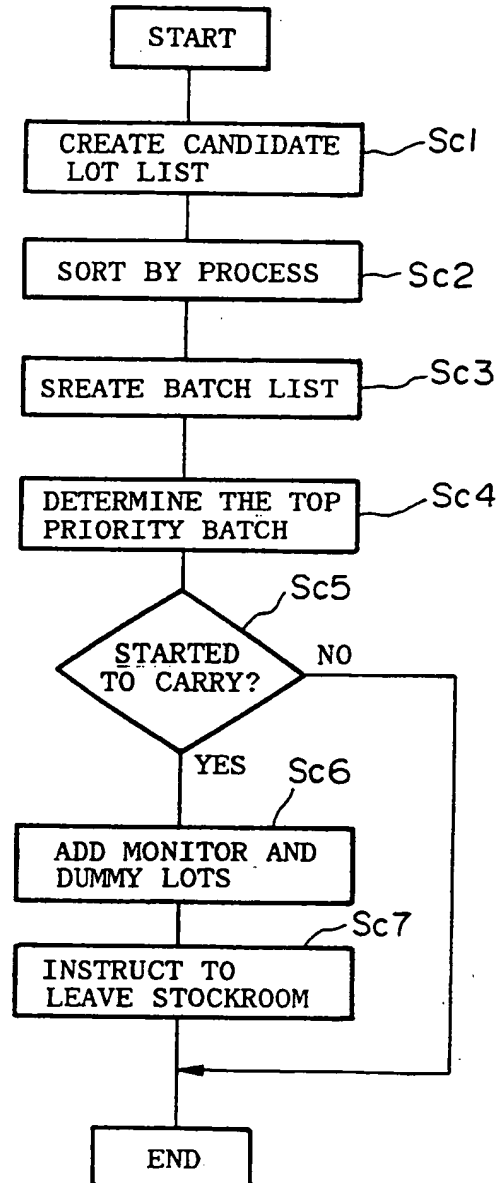 START
CREATE CANDIDATE
LOT LIST
Sc1
SORT BY PROCESS
Sc2
SREATE BATCH LIST
Sc3
DETERMINE THE TOP
PRIORITY BATCH
Sc4
Sc5
STARTED
TO CARRY?
NO
YES
Sc6
ADD MONITOR AND
DUMMY LOTS
Sc7
INSTRUCT TO
LEAVE STOCKROOM
END